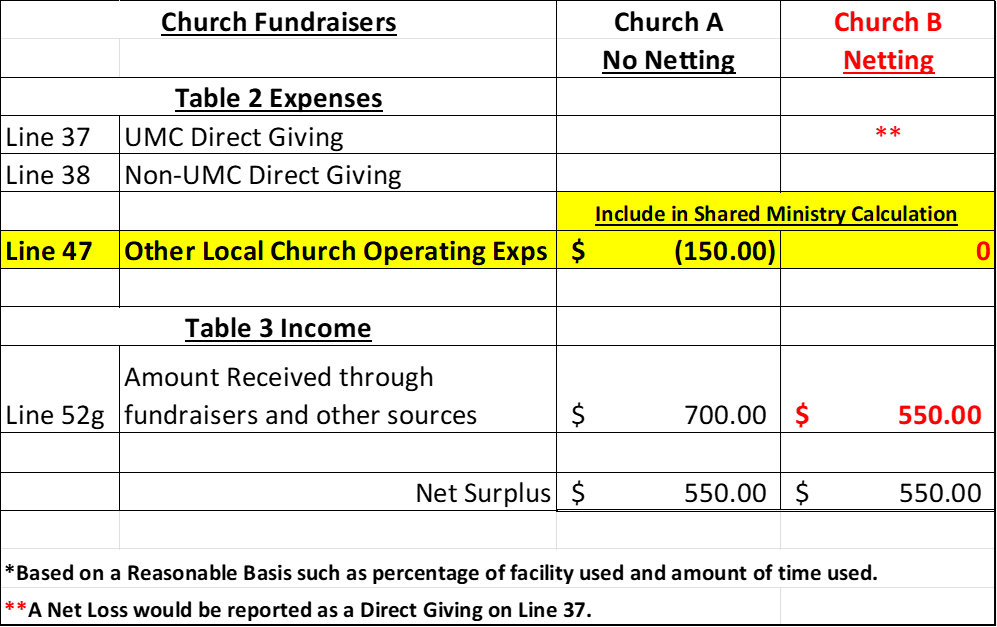 Church Fundraisers Church A Church B
No Netting Netting
Table 2 Expenses
Line 37 UMC Direct Giving **
Line 38 Non-UMC Direct Giving
Include in Shared Ministry Calculation
Line 47 Other Local Church Operating Exps $ (150.00) 0
Table 3 Income
Amount Received through
Line 52g fundraisers and other sources $ 700.00 $ 550.00
Net Surplus $ 550.00 $ 550.00
*Based on a Reasonable Basis such as percentage of facility used and amount of time used.
**A Net Loss would be reported as a Direct Giving on Line 37.